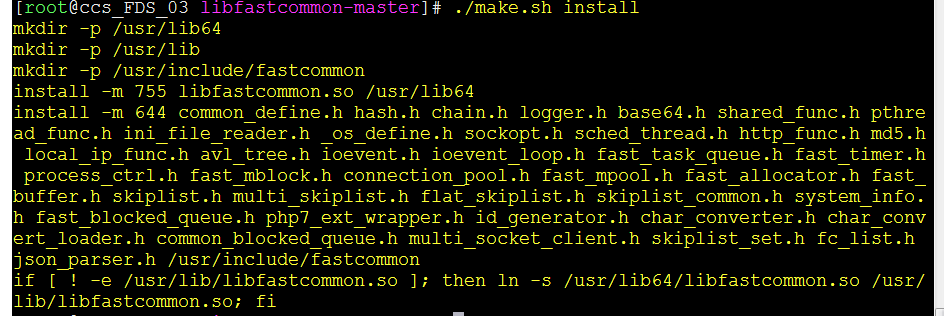 [root@ccs_FDS_03 libfastcommon-master]# ./make.sh install
mkdir -p /usr/lib64
mkdir -p /usr/lib
mkdir -p /usr/include/fastcommon
install -m 755 libfastcommon.so /usr/lib64
install -m 644 common_define.h hash.h chain.h logger.h base64.h shared_func.h pthre
ad_func.h ini_file_reader.h _os_define.h sockopt.h sched_thread.h http_func.h md5.h
 local_ip_func.h avl_tree.h ioevent.h ioevent_loop.h fast_task_queue.h fast_timer.h
 process_ctrl.h fast_mblock.h connection_pool.h fast_mpool.h fast_allocator.h fast_
buffer.h skiplist.h multi_skiplist.h flat_skiplist.h skiplist_common.h system_info.
h fast_blocked_queue.h php7_ext_wrapper.h id_generator.h char_converter.h char_conv
ert_loader.h common_blocked_queue.h multi_socket_client.h skiplist_set.h fc_list.h
json_parser.h /usr/include/fastcommon
if [ ! -e /usr/lib/libfastcommon.so ]; then ln -s /usr/lib64/libfastcommon.so /usr/
lib/libfastcommon.so; fi